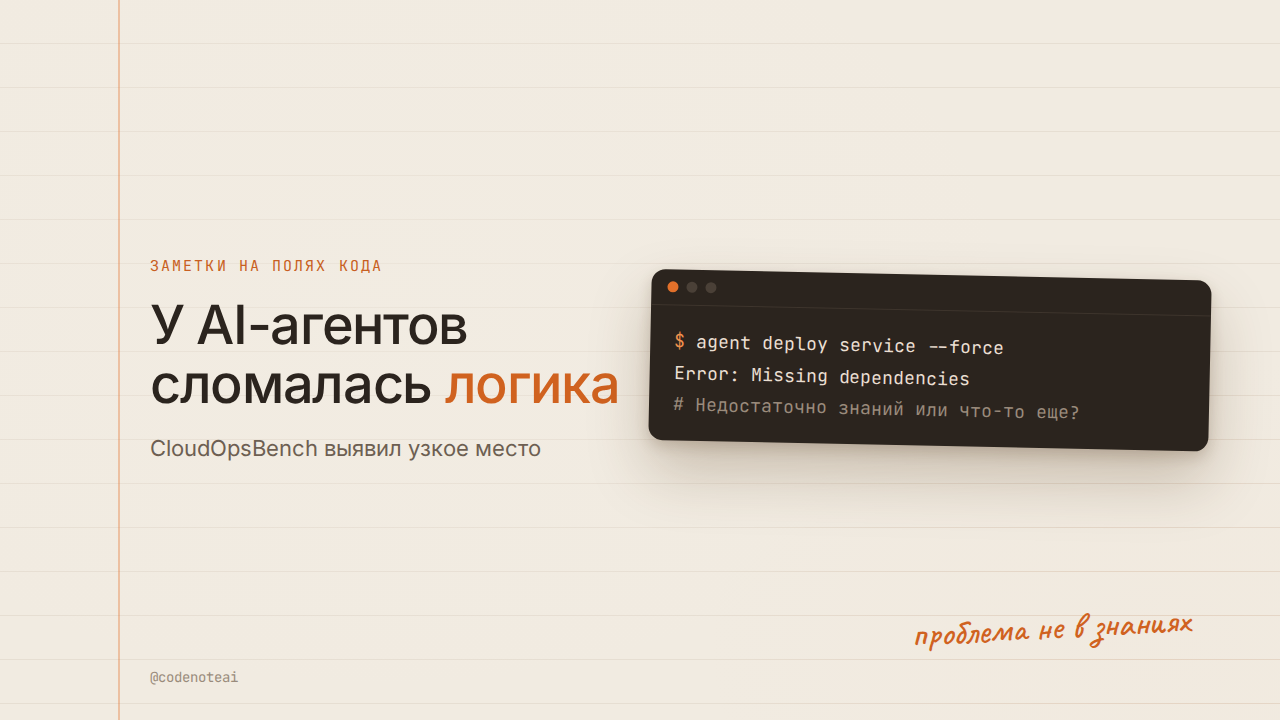 ЗАМЕТКИ НА ПОЛЯХ КОДА
У AI-агентов
сломалась логика
CloudOpsBench выявил узкое место
$ agent deploy service --force
Error: Missing dependencies
# Недостаточно знаний или что-то еще?
проблема не в знаниях
@codenoteai